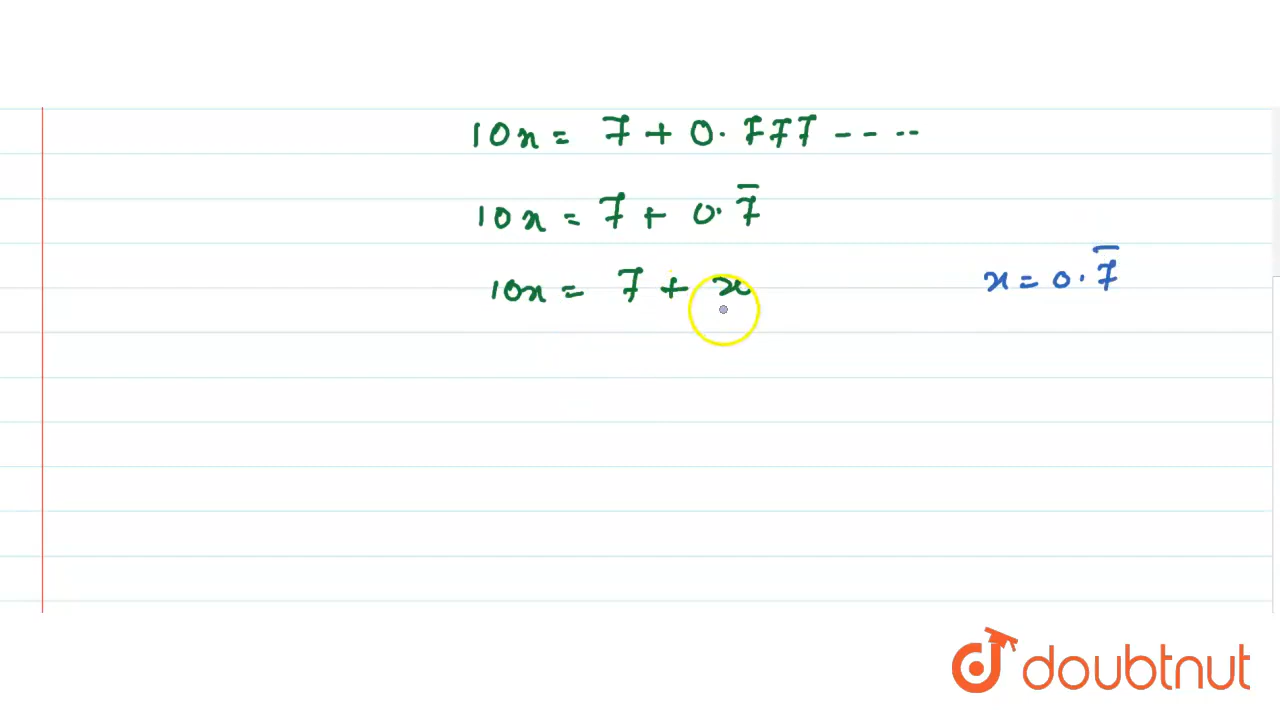 10x = 7 + 0.777 -----
10x = 7 + 0.7̅
x = 0.7̅
10x = 7 + x
doubtnut